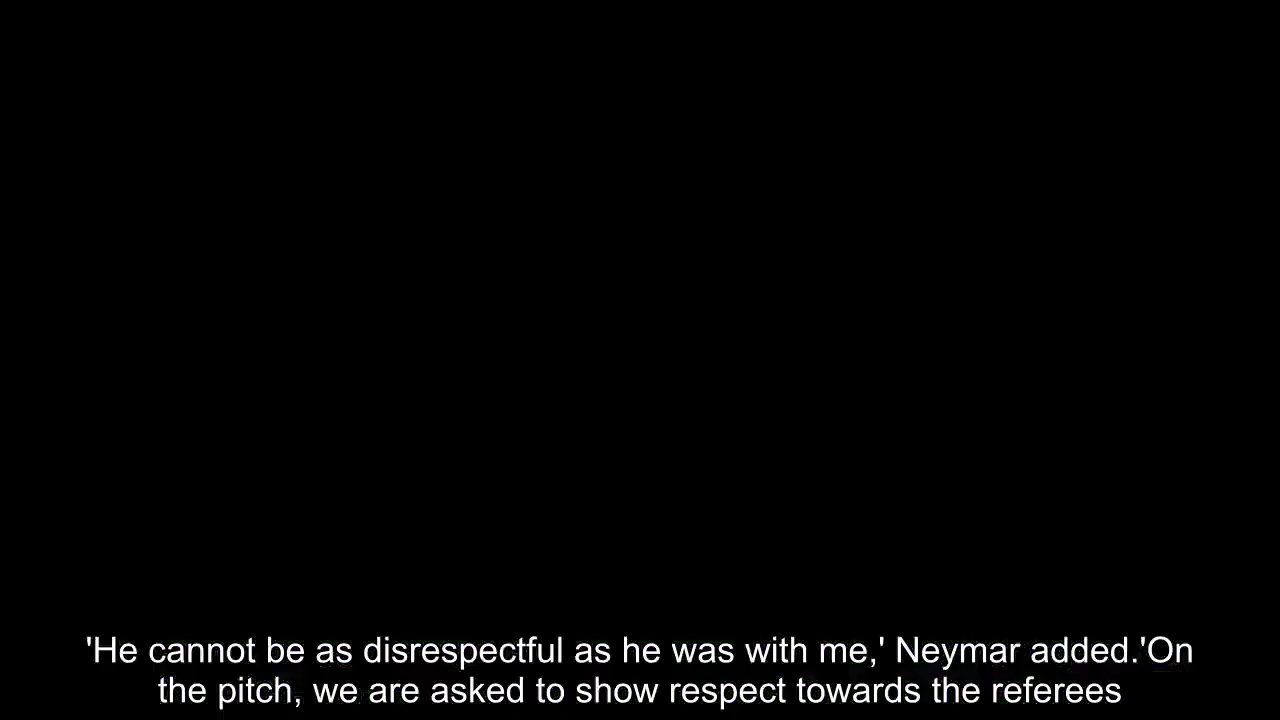 'He cannot be as disrespectful as he was with me,' Neymar added.'On
the pitch, we are asked to show respect towards the referees